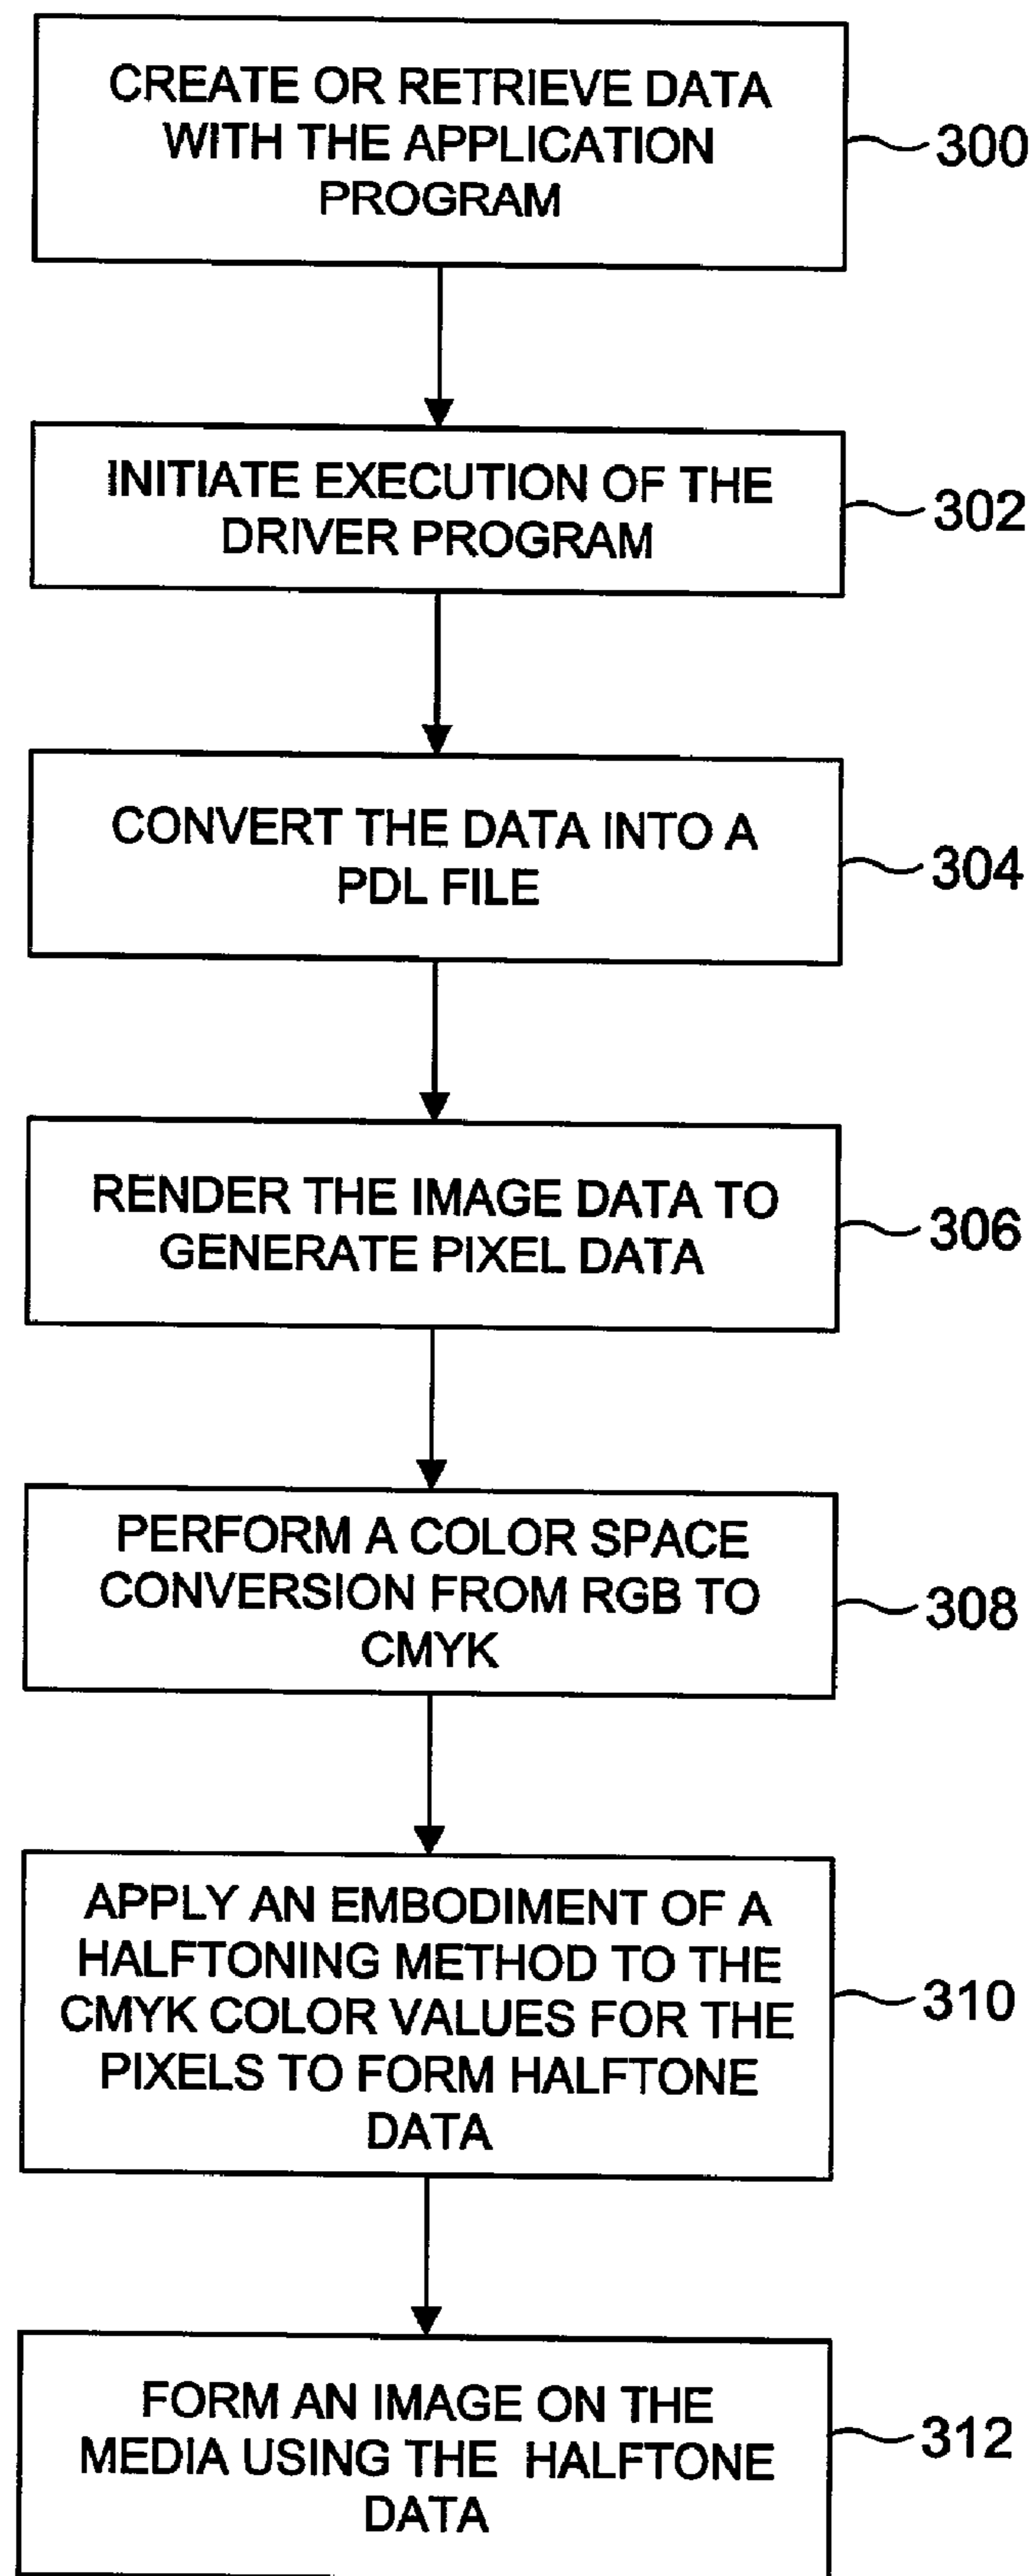 CREATE OR RETRIEVE DATA
WITH THE APPLICATION
PROGRAM
300
INITIATE EXECUTION OF THE
DRIVER PROGRAM
302
CONVERT THE DATA INTO A
PDL FILE
304
RENDER THE IMAGE DATA TO
GENERATE PIXEL DATA
306
PERFORM A COLOR SPACE
CONVERSION FROM RGB TO
CMYK
308
APPLY AN EMBODIMENT OF A
HALFTONING METHOD TO THE
CMYK COLOR VALUES FOR THE
PIXELS TO FORM HALFTONE
DATA
310
FORM AN IMAGE ON THE
MEDIA USING THE HALFTONE
DATA
312